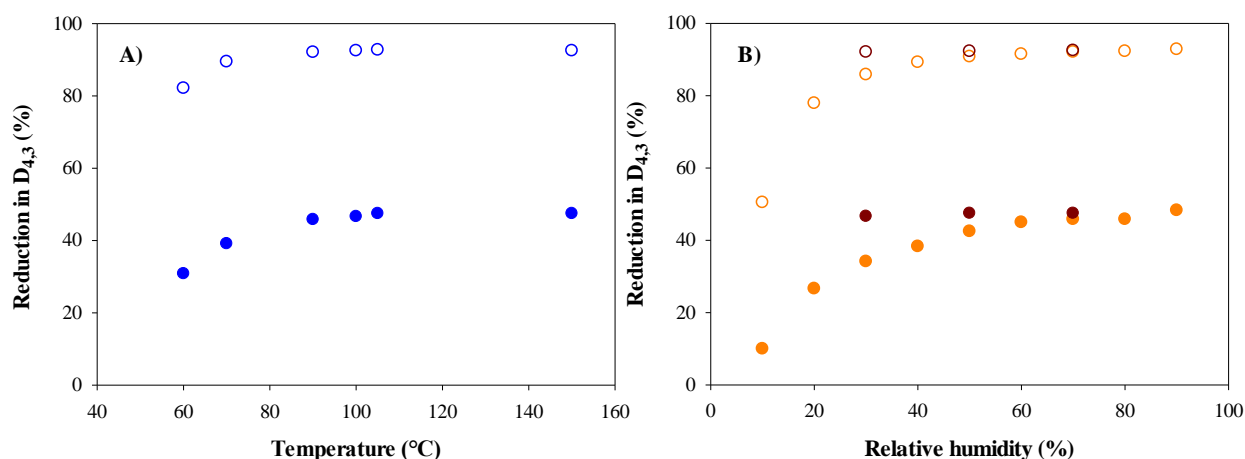 A)
Reduction in D4,3 (%)
100
80
60
40
20
0
40 60 80 100 120 140 160
Temperature (°C)
B)
Reduction in D4,3 (%)
100
80
60
40
20
0
0 20 40 60 80 100
Relative humidity (%)